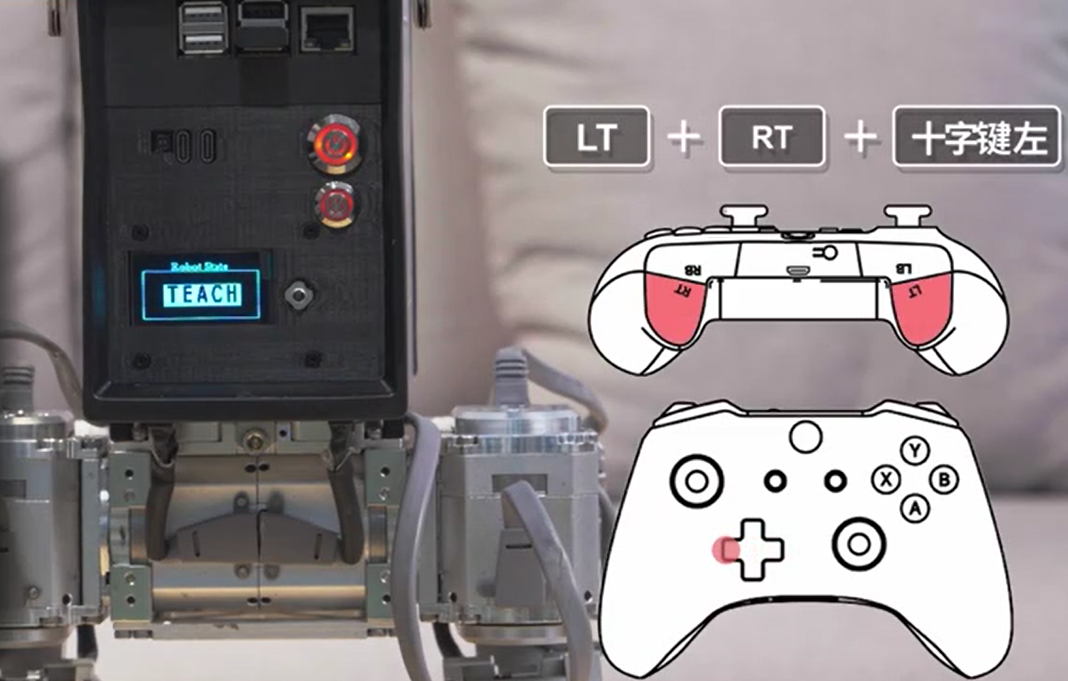 LT + RT + 十字键左
Robot State
TEACH
RB
LB
RT
LT
Y
X
B
A